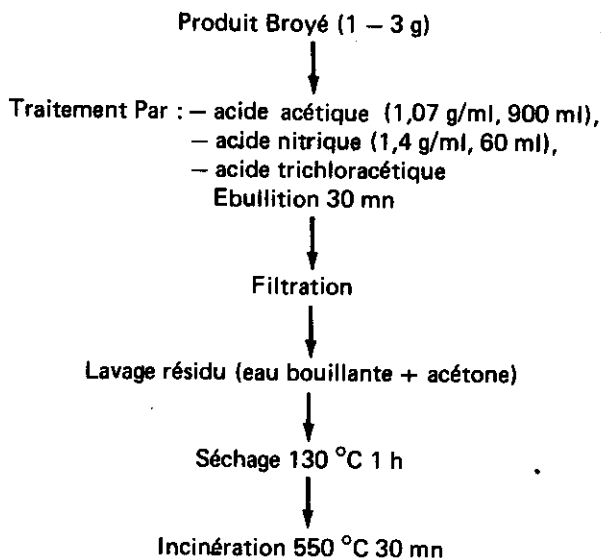 Produit Broyé (1 – 3 g)
Traitement Par : – acide acétique (1,07 g/ml, 900 ml),
– acide nitrique (1,4 g/ml, 60 ml),
– acide trichloracétique
Ebullition 30 mn
Filtration
Lavage résidu (eau bouillante + acétone)
Séchage 130 °C 1 h
Incinération 550 °C 30 mn